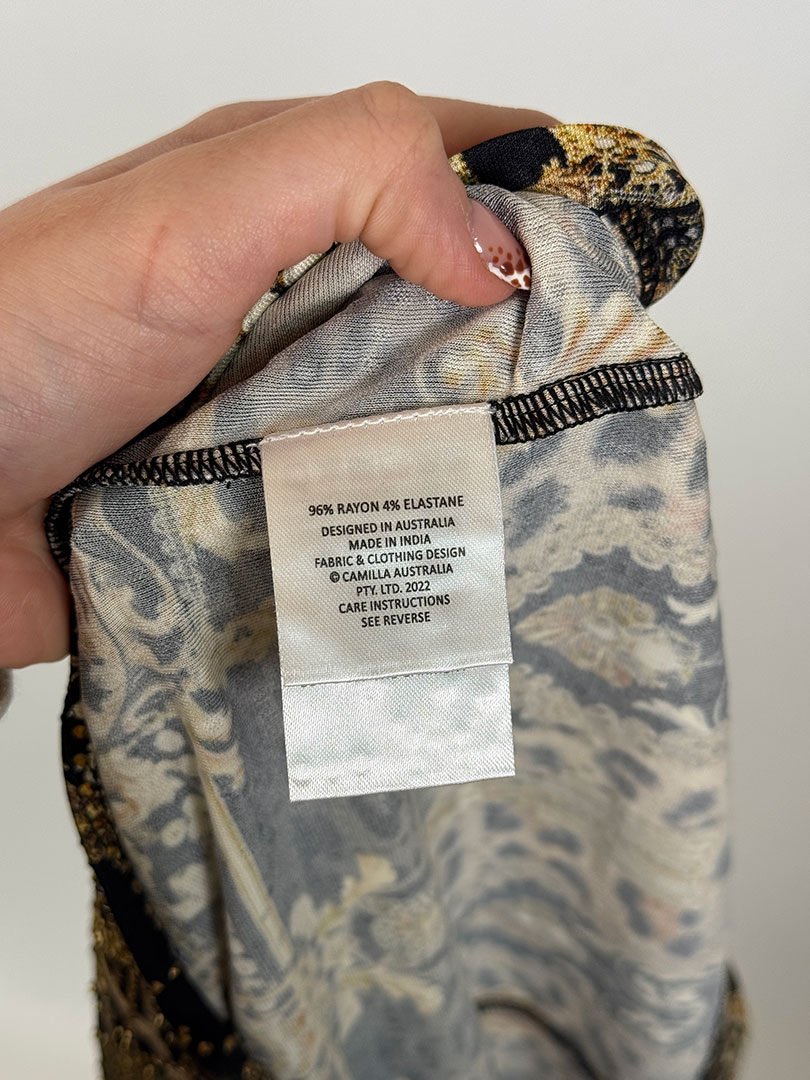 96% RAYON 4% ELASTANE
DESIGNED IN AUSTRALIA
MADE IN INDIA
FABRIC & CLOTHING DESIGN
© CAMILLA AUSTRALIA
PTY. LTD. 2022
CARE INSTRUCTIONS
SEE REVERSE